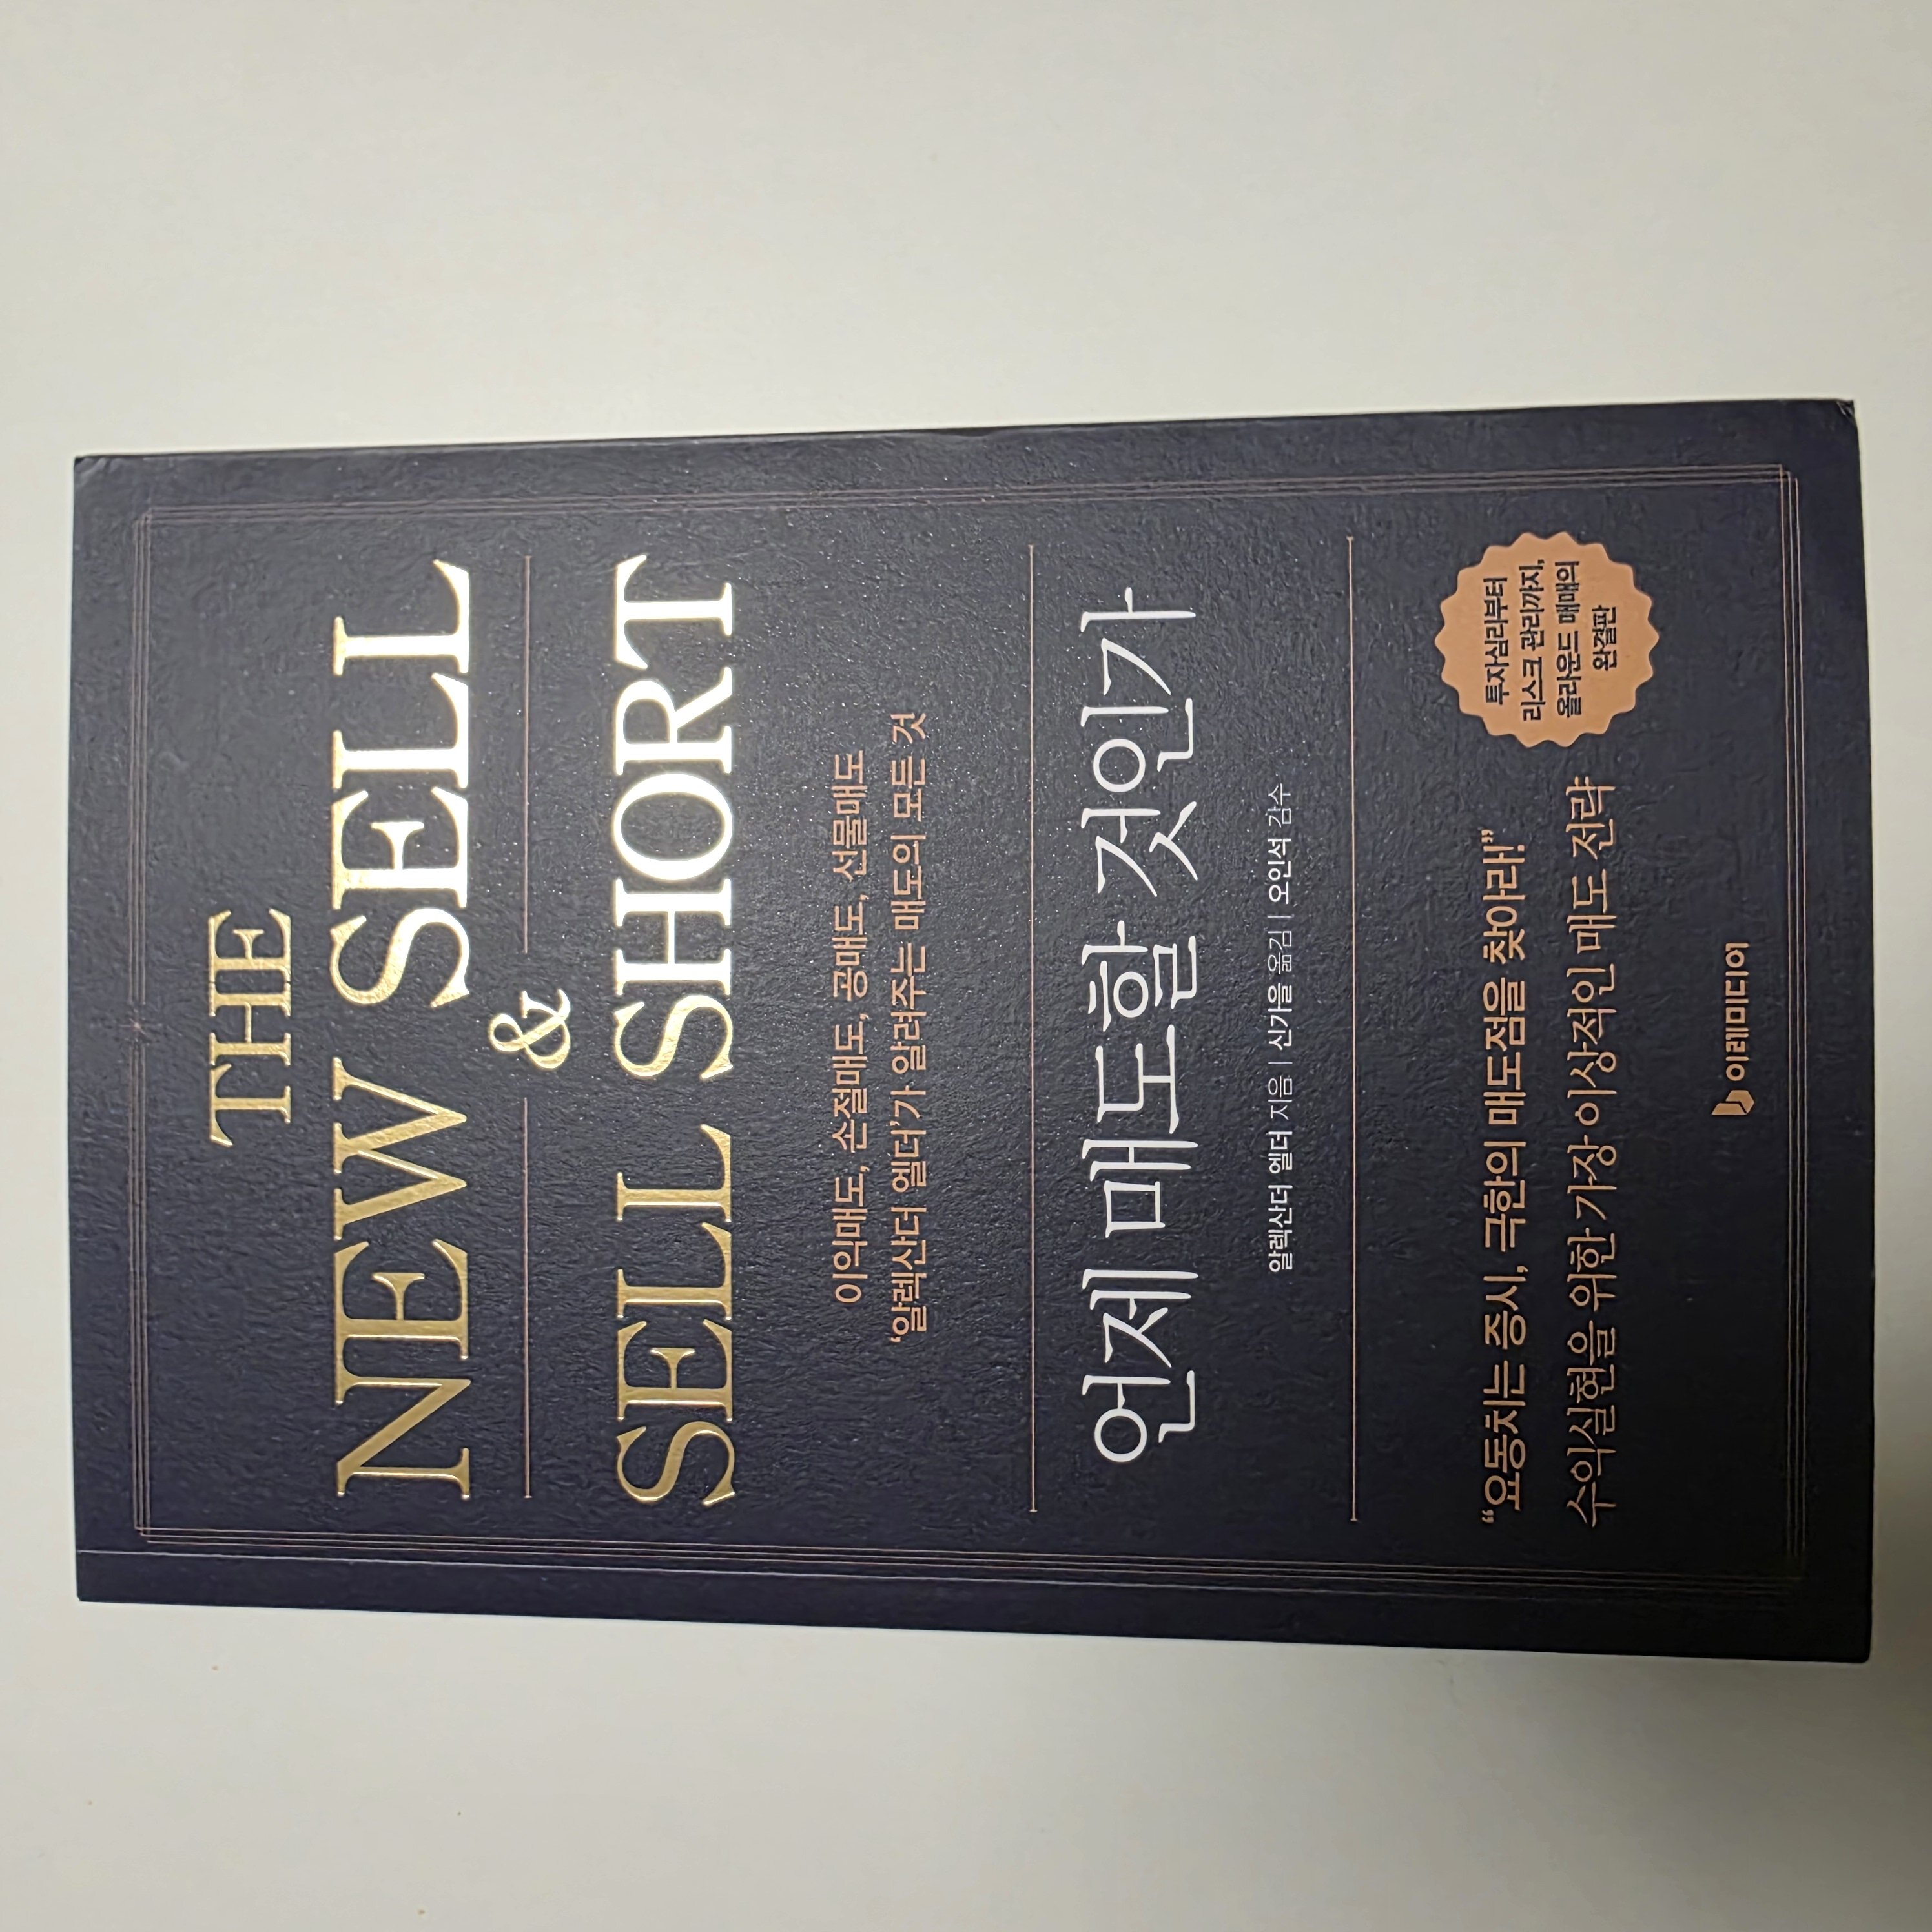 THE
NEW SELL
&
SELL SHORT
이익매도, 손절매도, 공매도, 선물매도
‘알렉산더 엘더’가 알려주는 매도의 모든 것
언제 매도할 것인가
알렉산더 엘더 지음 | 신가을 옮김 | 오인석 감수
투자심리부터
리스크 관리까지,
올라운드 매매의
완결판
“요동치는 증시, 극한의 매도점을 찾아라!”
수익실현을 위한 가장 이상적인 매도 전략
이레미디어